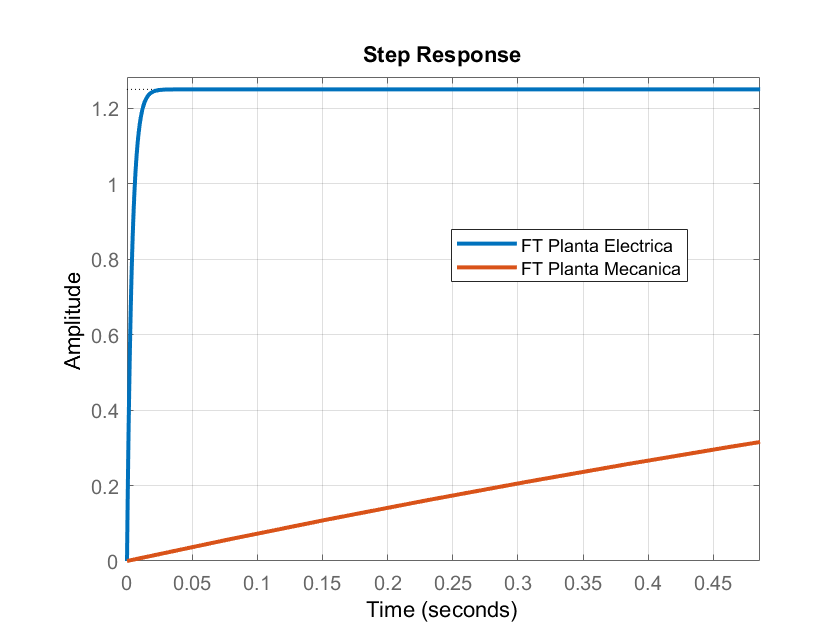 Step Response
Amplitude
1.2
1
0.8
0.6
0.4
0.2
0
FT Planta Electrica
FT Planta Mecanica
0 0.05 0.1 0.15 0.2 0.25 0.3 0.35 0.4 0.45
Time (seconds)